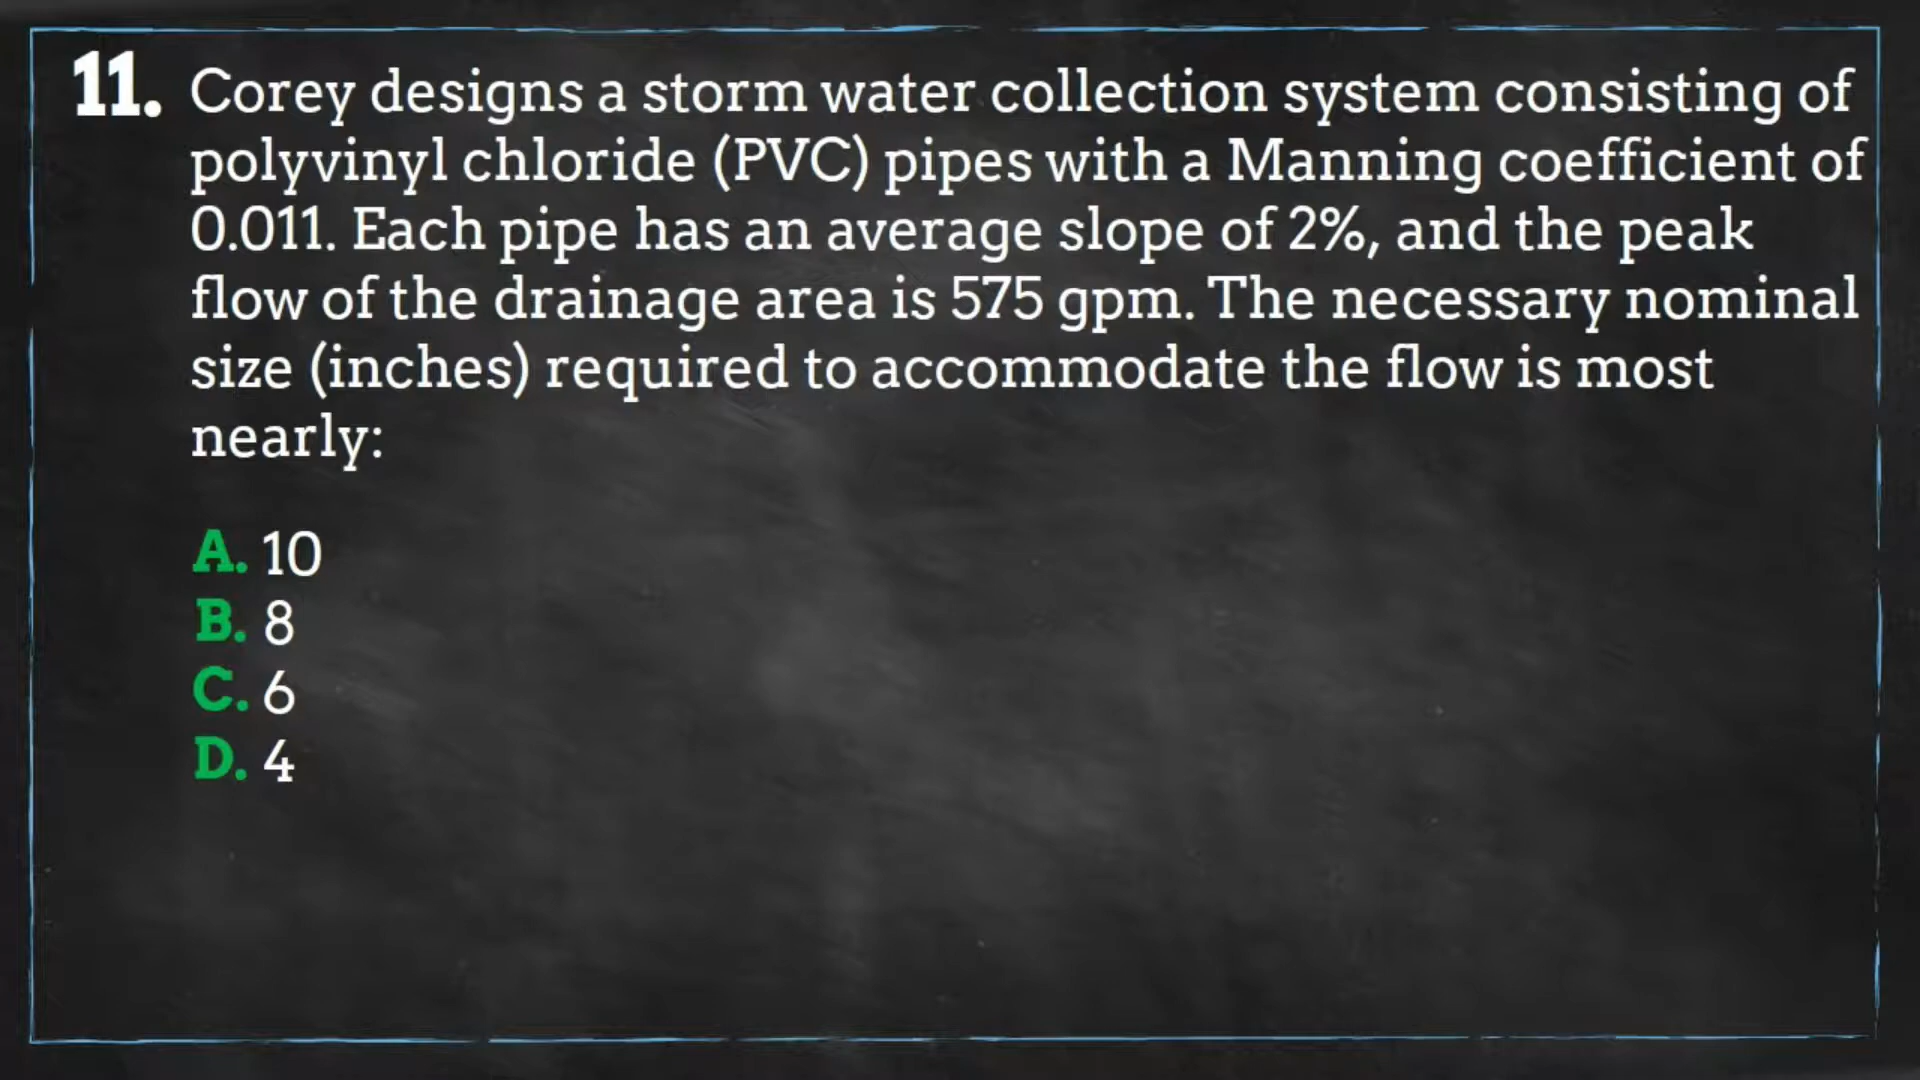 11. Corey designs a storm water collection system consisting of
polyvinyl chloride (PVC) pipes with a Manning coefficient of
0.011. Each pipe has an average slope of 2%, and the peak
flow of the drainage area is 575 gpm. The necessary nominal
size (inches) required to accommodate the flow is most
nearly:
A. 10
B. 8
C. 6
D. 4